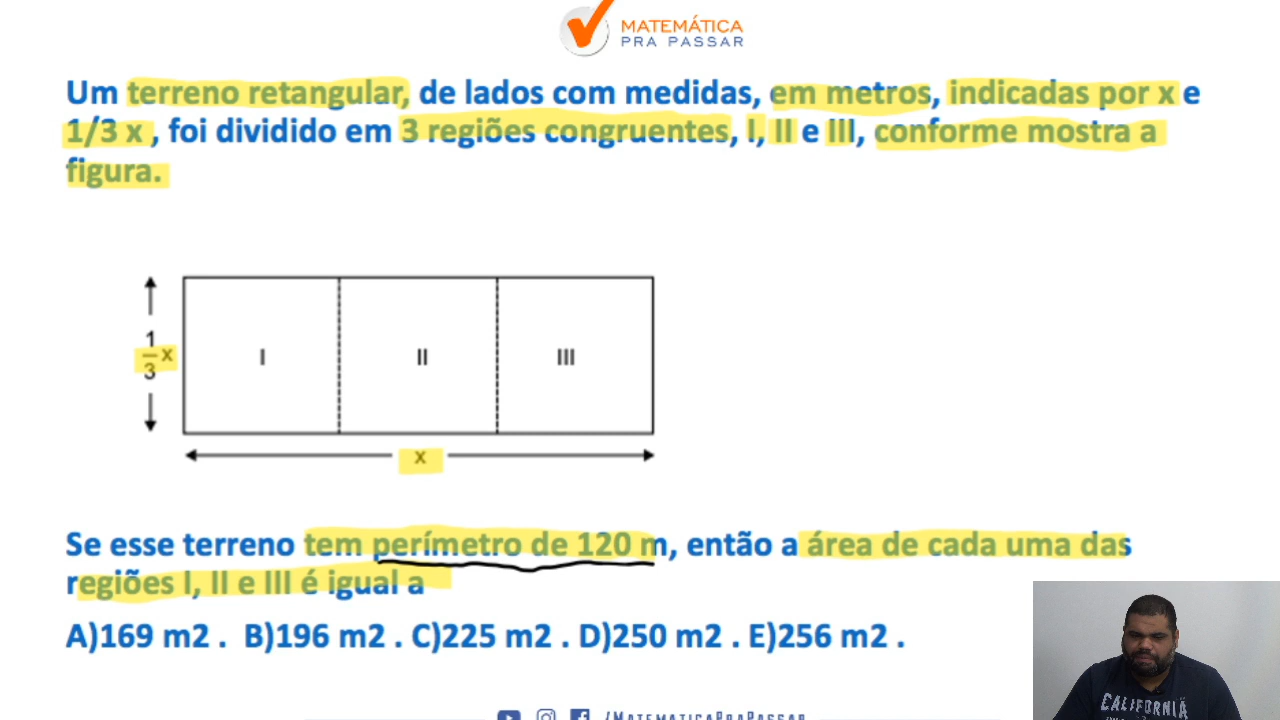 MATEMÁTICA
PRA PASSAR
Um terreno retangular, de lados com medidas, em metros, indicadas por x e
1/3 x , foi dividido em 3 regiões congruentes, I, II e III, conforme mostra a
figura.
1
3
x
I
II
III
x
Se esse terreno tem perímetro de 120 m, então a área de cada uma das
regiões I, II e III é igual a
A)169 m2 . B)196 m2 . C)225 m2 . D)250 m2 . E)256 m2 .
CALIFORNIA
/MATEMATICAPRAPASSAR